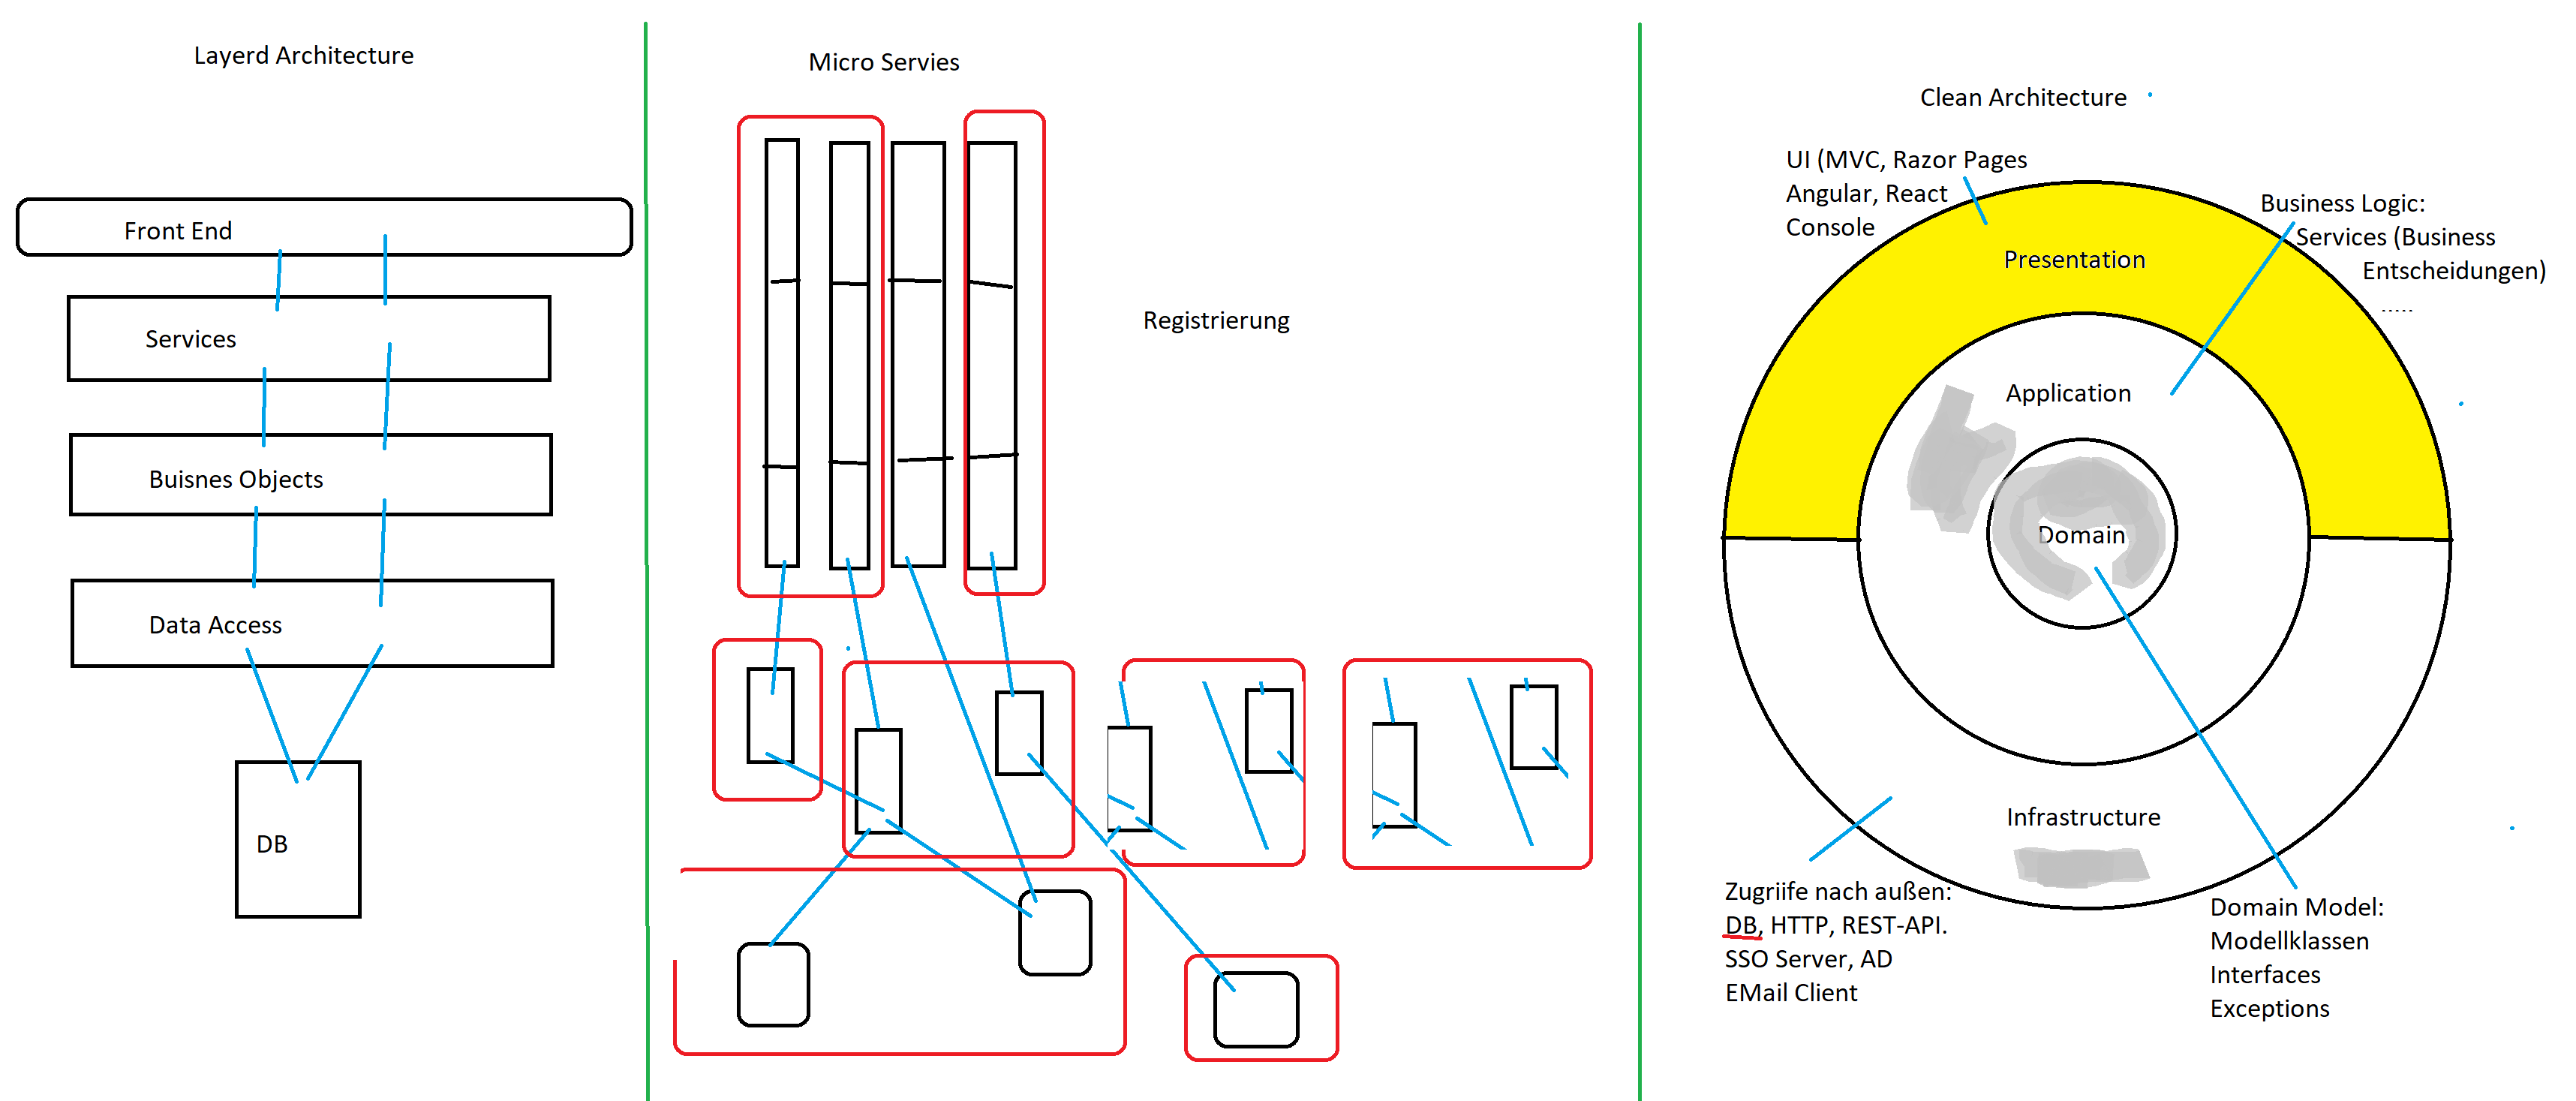 Layerd Architecture
Front End
Services
Buisnes Objects
Data Access
DB
Micro Servies
Registrierung
Clean Architecture
UI (MVC, Razor Pages
Angular, React
Console
Business Logic:
Services (Business
Entscheidungen)
.....
Presentation
Application
Domain
Infrastructure
Zugriife nach außen:
DB, HTTP, REST-API.
SSO Server, AD
EMail Client
Domain Model:
Modellklassen
Interfaces
Exceptions